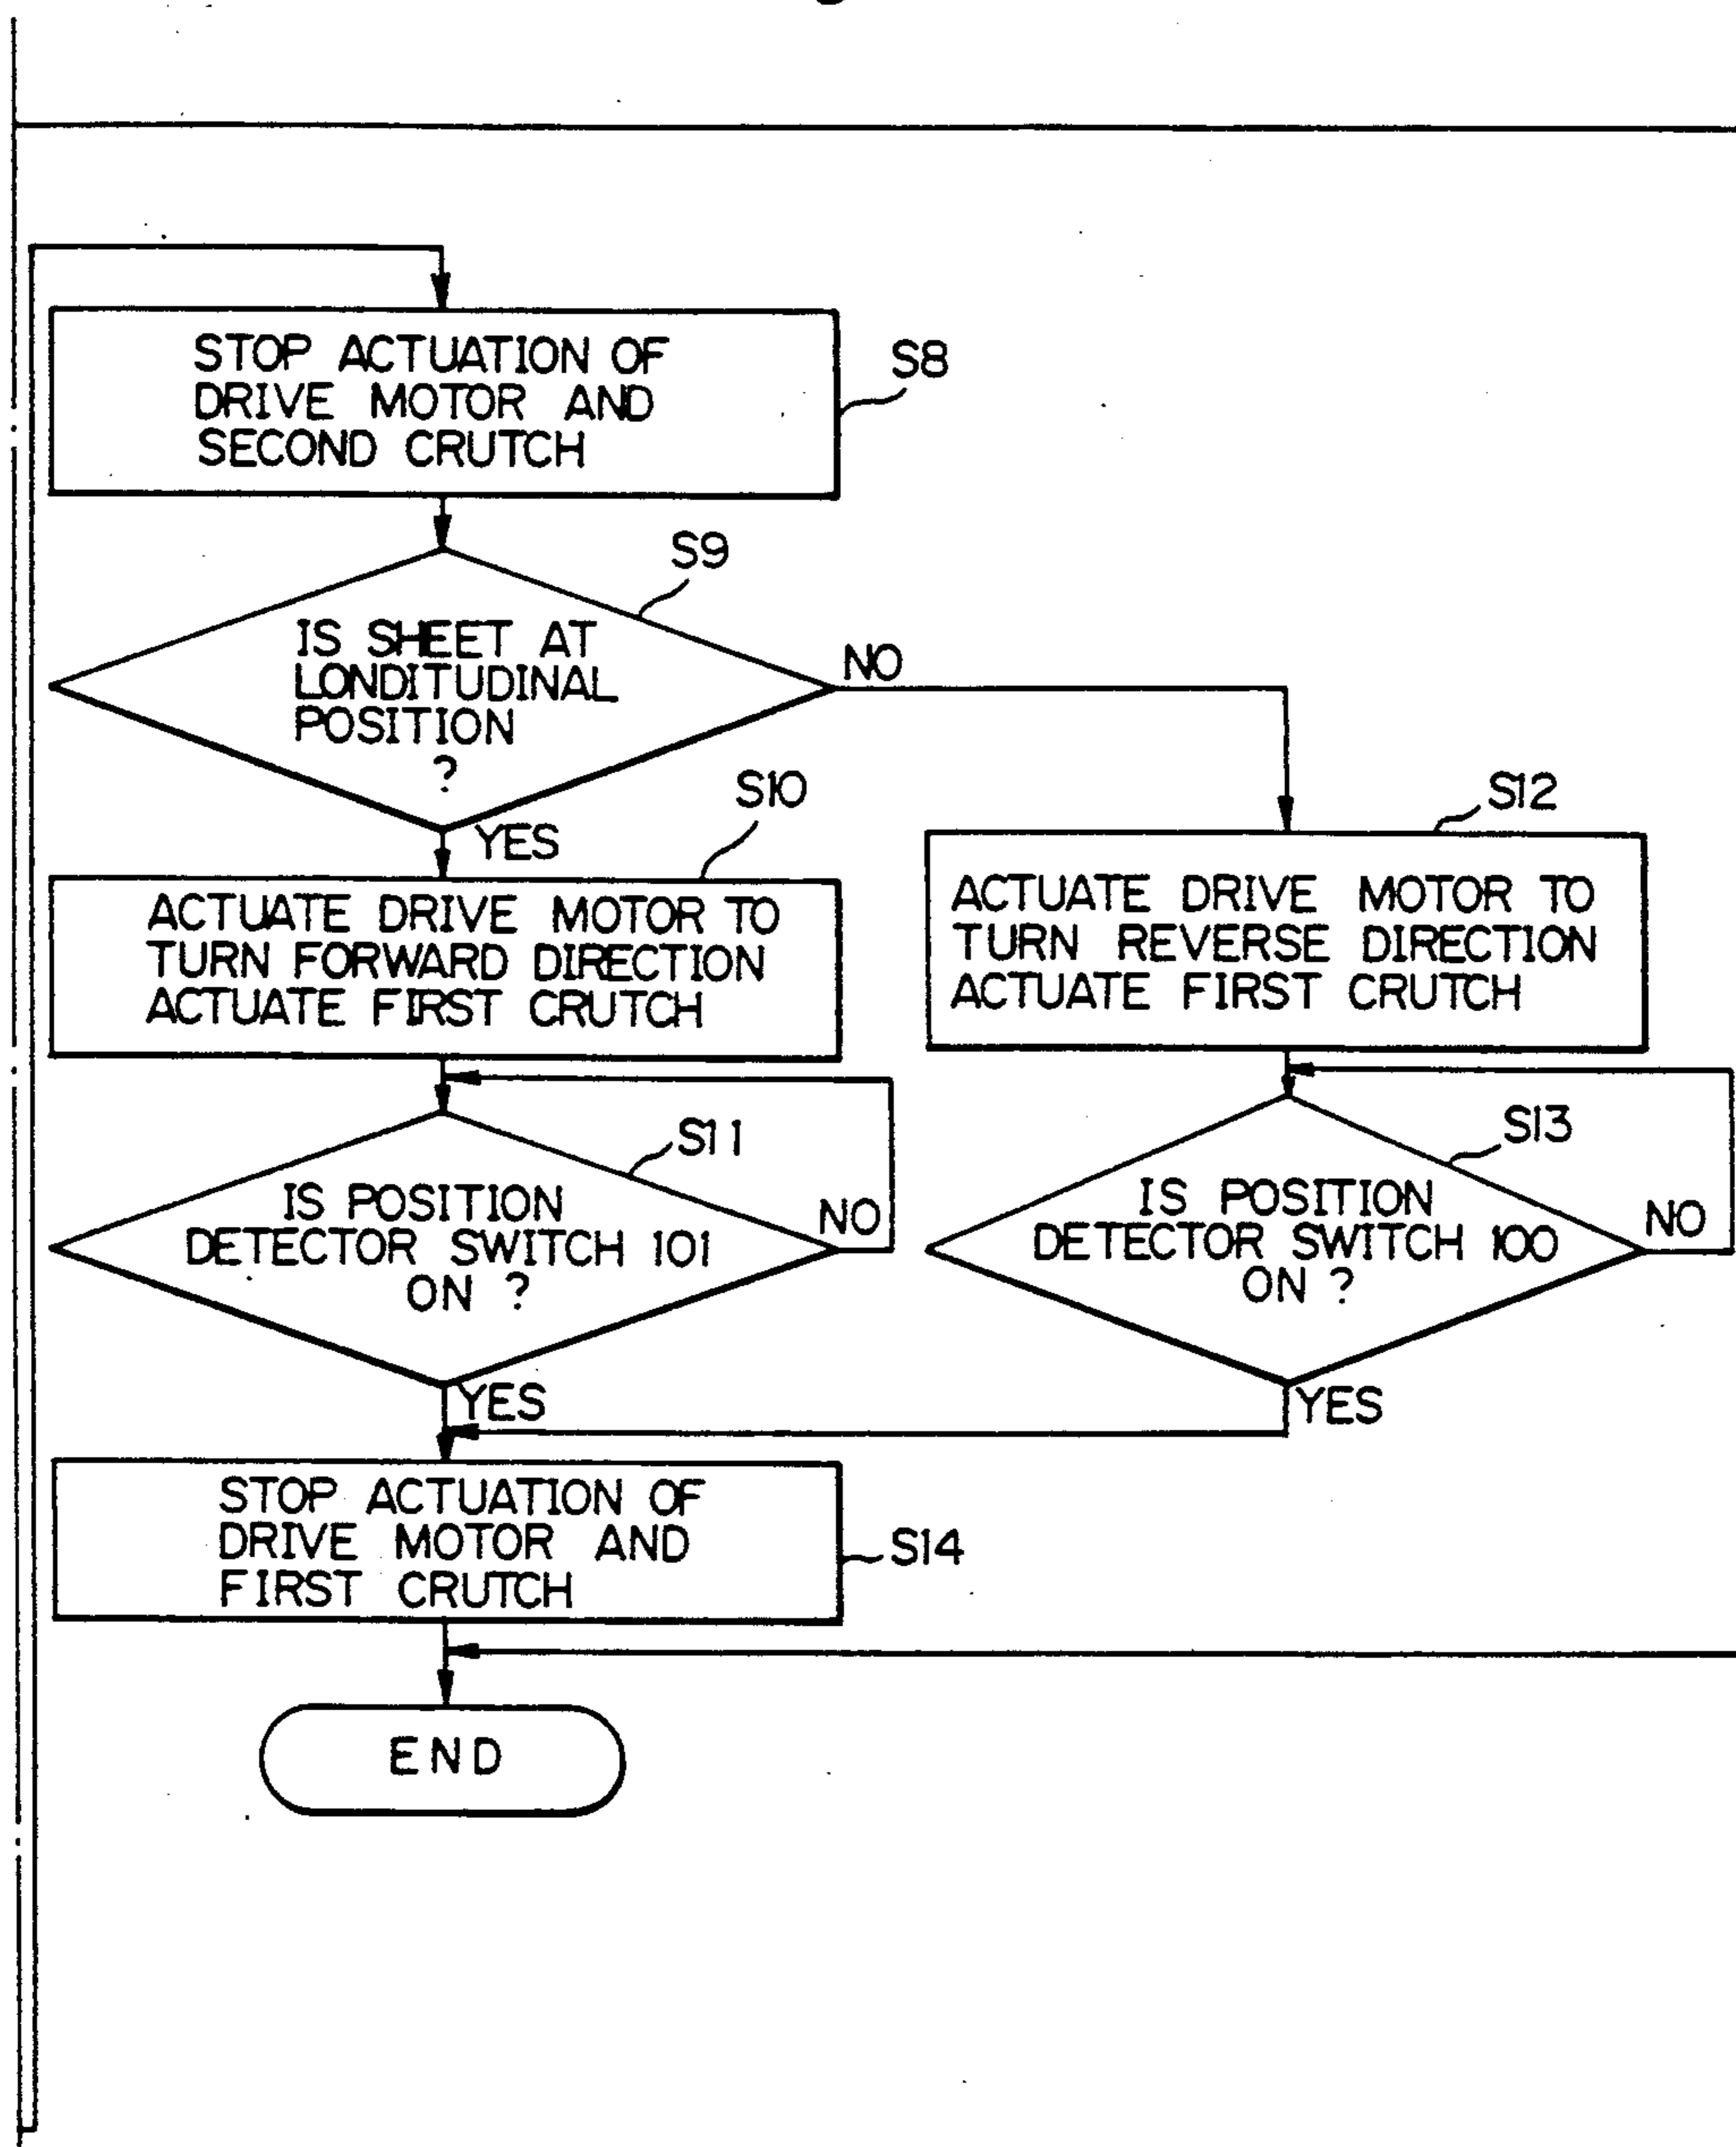 STOP ACTUATION OF
DRIVE MOTOR AND
SECOND CRUTCH
S8
S9
IS SHEET AT
LONDITUDINAL
POSITION
?
NO
YES
S10
ACTUATE DRIVE MOTOR TO
TURN FORWARD DIRECTION
ACTUATE FIRST CRUTCH
S12
ACTUATE DRIVE MOTOR TO
TURN REVERSE DIRECTION
ACTUATE FIRST CRUTCH
S11
IS POSITION
DETECTOR SWITCH 101
ON ?
NO
YES
S13
IS POSITION
DETECTOR SWITCH 100
ON ?
NO
YES
STOP ACTUATION OF
DRIVE MOTOR AND
FIRST CRUTCH
S14
END